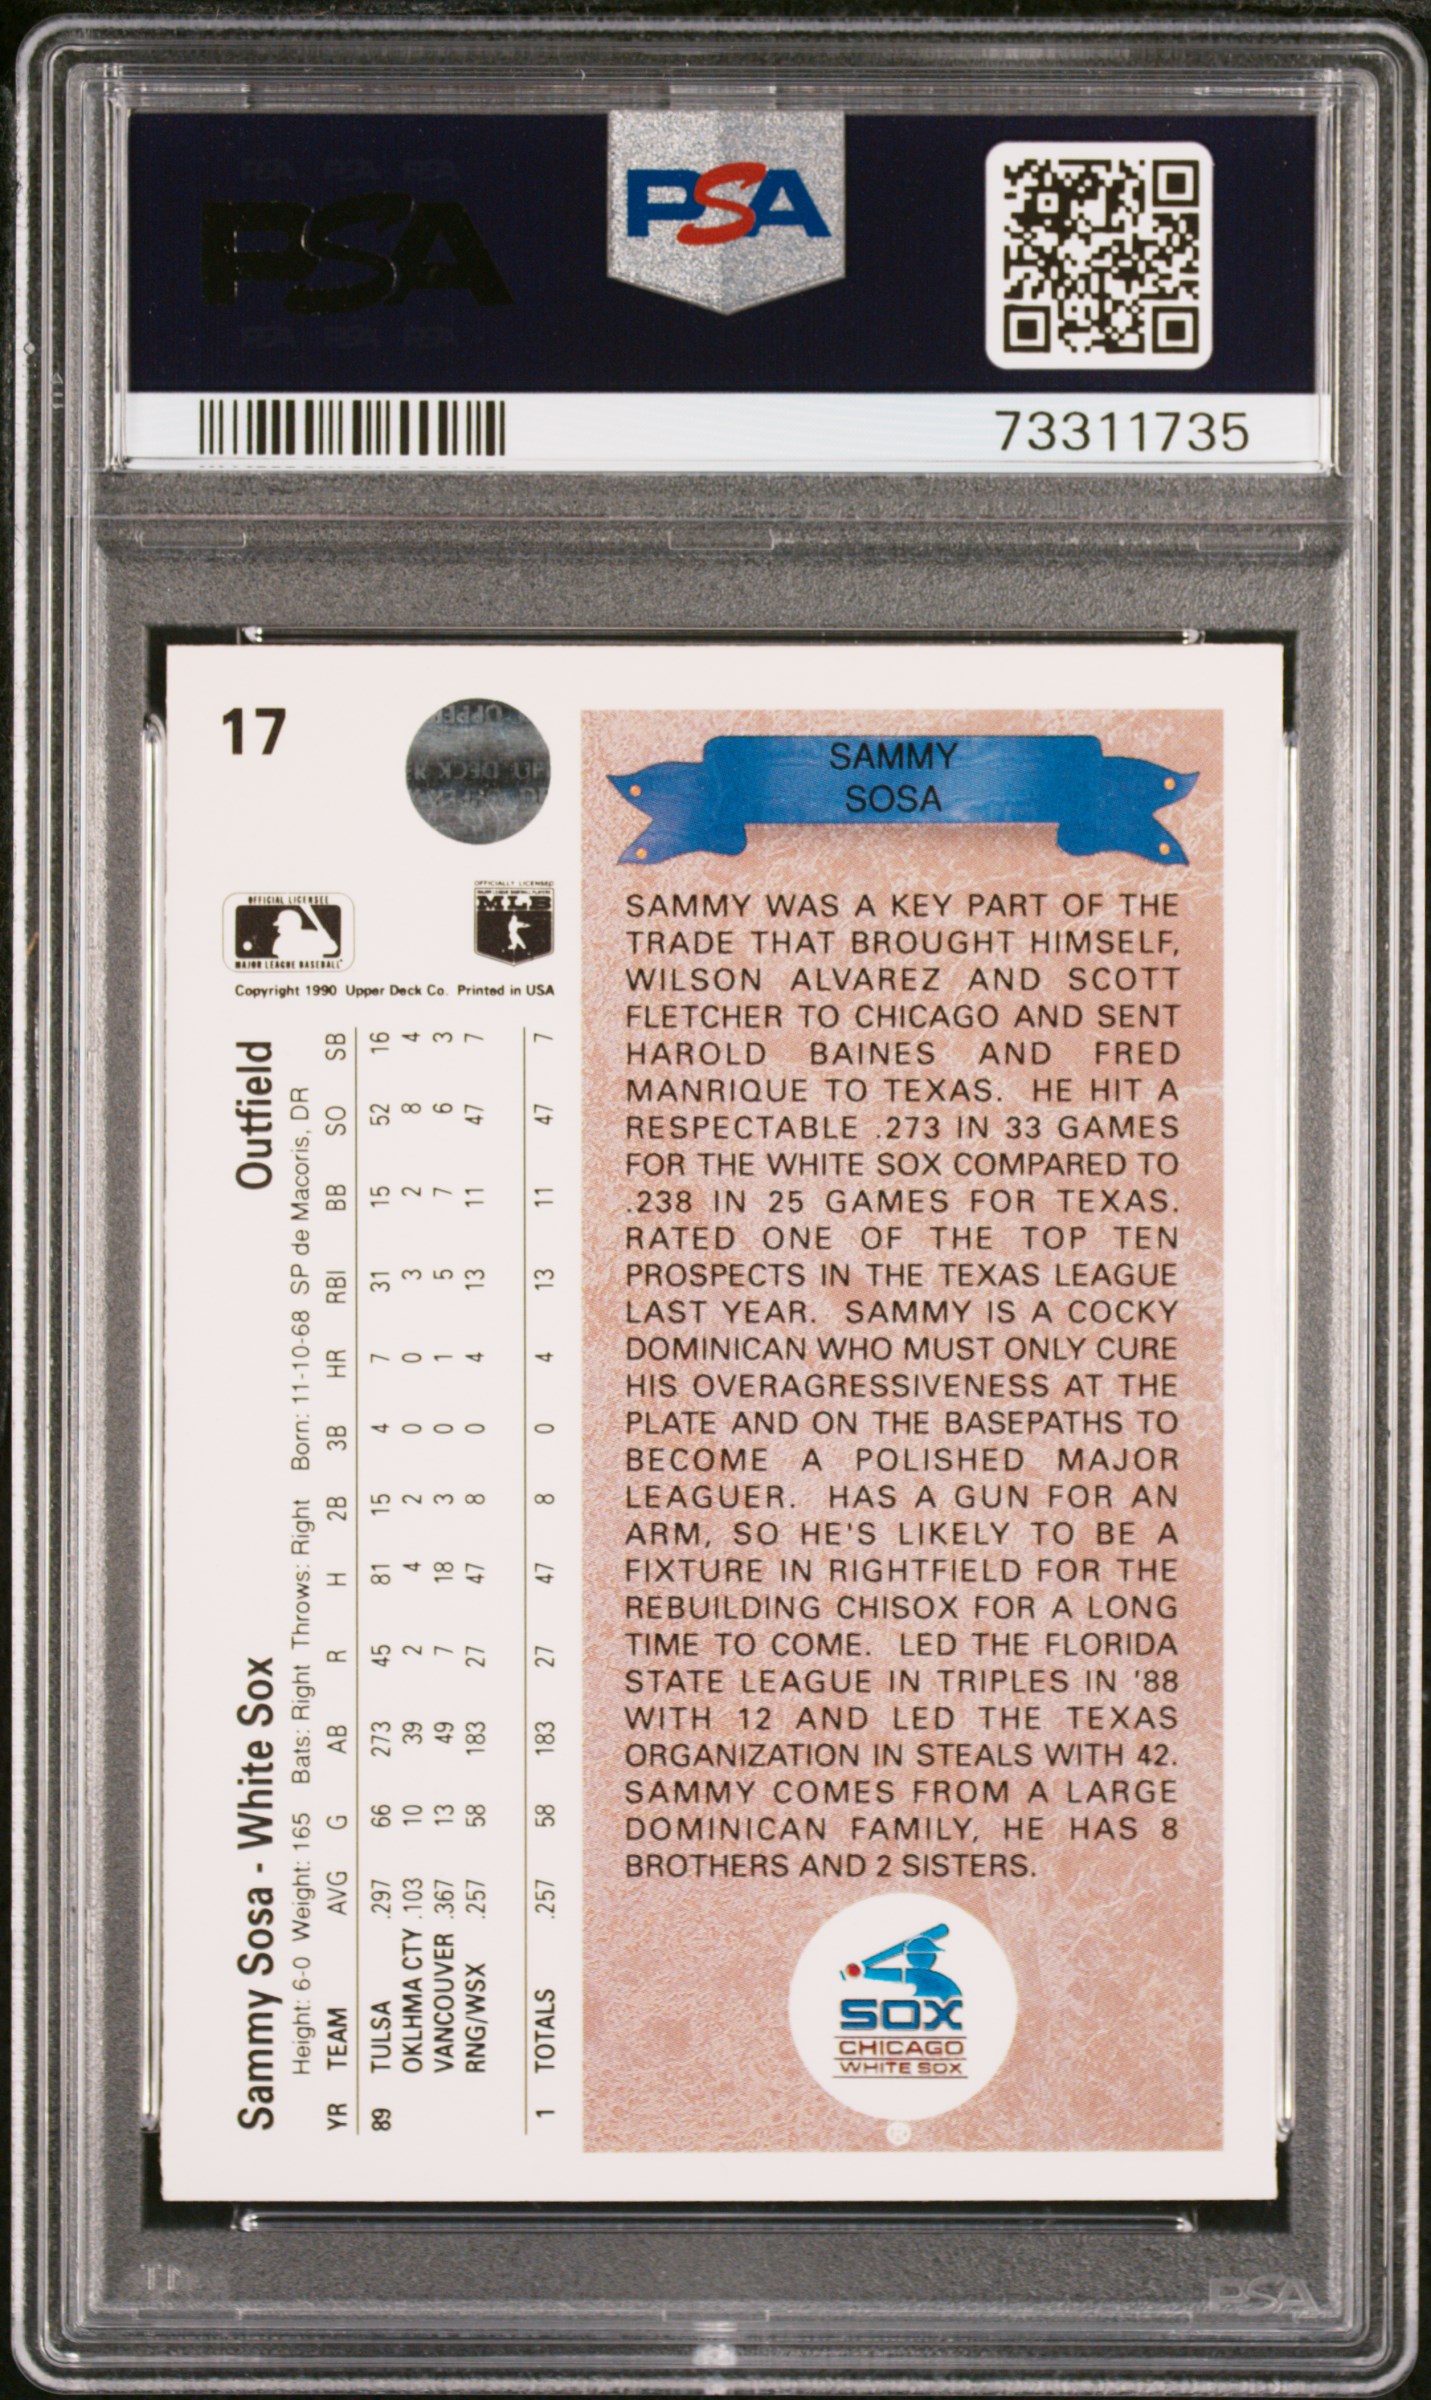 PSA
PSA
73311735
17
OFFICIAL LICENSEE
MAJOR LEAGUE BASEBALL
OFFICIALLY LICENSED
MLB
Copyright 1990 Upper Deck Co. Printed in USA
Sammy Sosa - White Sox Outfield
Height: 6-0 Weight: 165 Bats: Right Throws: Right Born: 11-10-68 SP de Macoris, DR
YR TEAM AVG G AB R H 2B 3B HR RBI BB SO SB
89 TULSA .297 66 273 45 81 15 4 7 31 15 52 16
OKLHMA CTY .103 10 39 2 4 2 0 0 3 2 8 4
VANCOUVER .367 13 49 7 18 3 0 1 5 7 6 3
RNG/WSX .257 58 183 27 47 8 0 4 13 11 47 7
1 TOTALS .257 58 183 27 47 8 0 4 13 11 47 7
SAMMY
SOSA
SAMMY WAS A KEY PART OF THE
TRADE THAT BROUGHT HIMSELF,
WILSON ALVAREZ AND SCOTT
FLETCHER TO CHICAGO AND SENT
HAROLD BAINES AND FRED
MANRIQUE TO TEXAS. HE HIT A
RESPECTABLE .273 IN 33 GAMES
FOR THE WHITE SOX COMPARED TO
.238 IN 25 GAMES FOR TEXAS.
RATED ONE OF THE TOP TEN
PROSPECTS IN THE TEXAS LEAGUE
LAST YEAR. SAMMY IS A COCKY
DOMINICAN WHO MUST ONLY CURE
HIS OVERAGRESSIVENESS AT THE
PLATE AND ON THE BASEPATHS TO
BECOME A POLISHED MAJOR
LEAGUER. HAS A GUN FOR AN
ARM, SO HE'S LIKELY TO BE A
FIXTURE IN RIGHTFIELD FOR THE
REBUILDING CHISOX FOR A LONG
TIME TO COME. LED THE FLORIDA
STATE LEAGUE IN TRIPLES IN '88
WITH 12 AND LED THE TEXAS
ORGANIZATION IN STEALS WITH 42.
SAMMY COMES FROM A LARGE
DOMINICAN FAMILY, HE HAS 8
BROTHERS AND 2 SISTERS.
SOX
CHICAGO
WHITE SOX
®
PSA